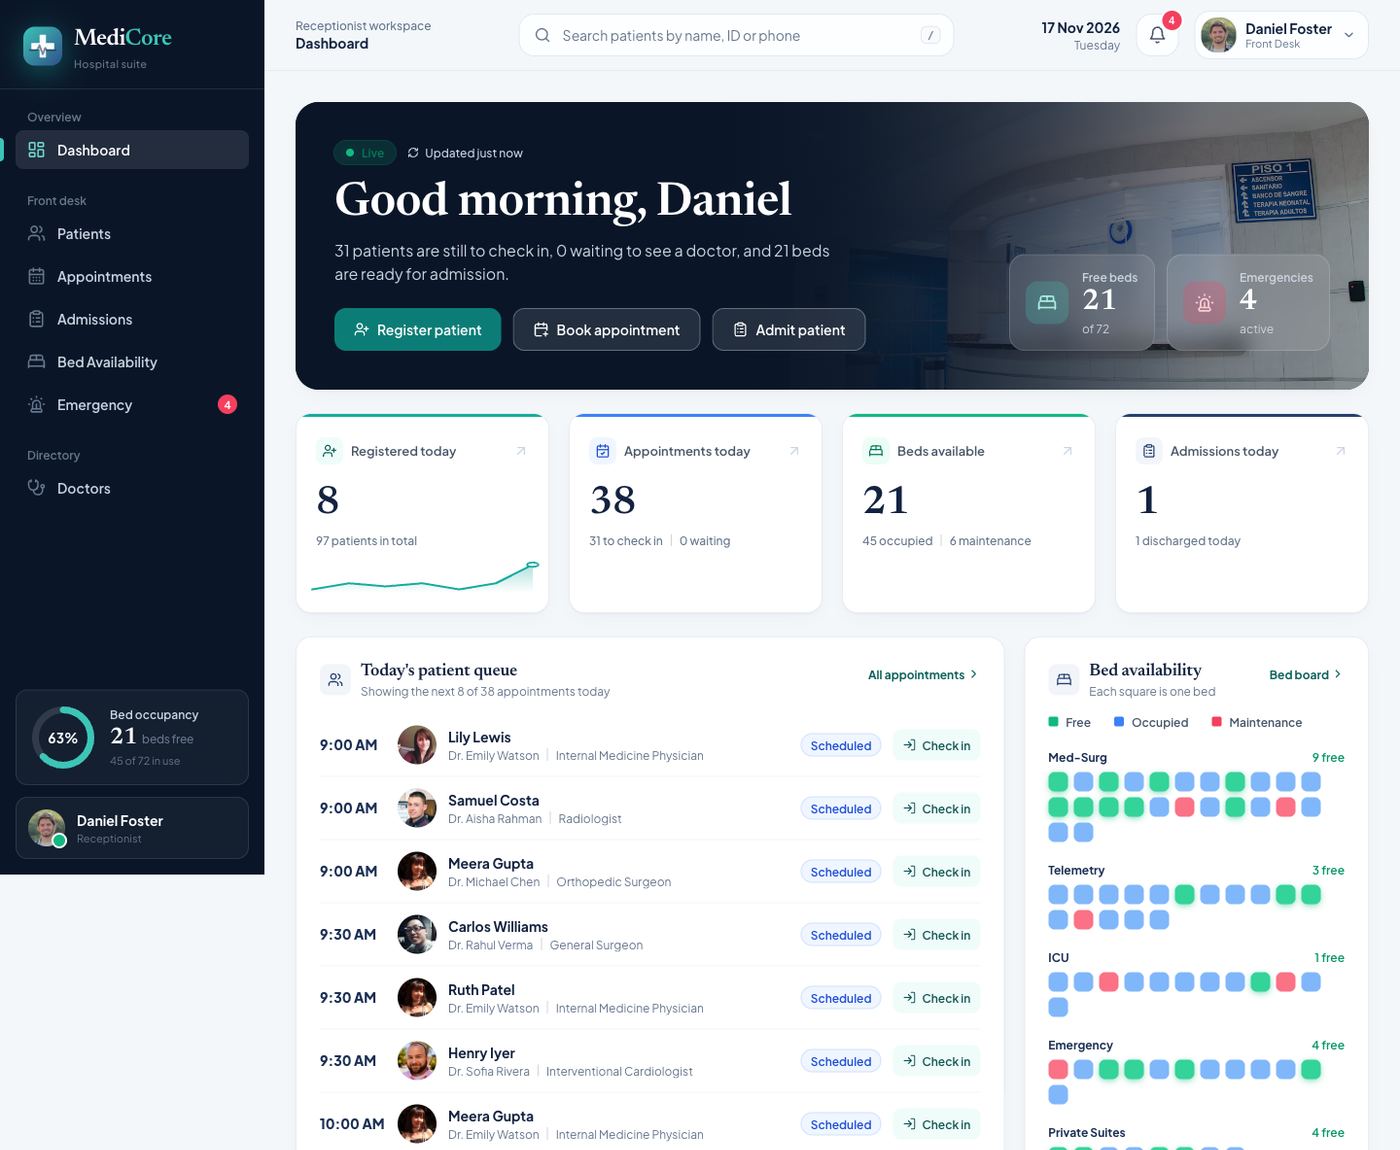 MediCore
Hospital suite
Overview
Dashboard
Front desk
Patients
Appointments
Admissions
Bed Availability
Emergency
4
Directory
Doctors
63%
Bed occupancy
21 beds free
45 of 72 in use
Daniel Foster
Receptionist
Receptionist workspace
Dashboard
Search patients by name, ID or phone
/
17 Nov 2026
Tuesday
4
Daniel Foster
Front Desk
Live
Updated just now
Good morning, Daniel
31 patients are still to check in, 0 waiting to see a doctor, and 21 beds
are ready for admission.
Register patient
Book appointment
Admit patient
PISO 1
ASCENSOR
SANITARIO
BANCO DE SANGRE
TERAPIA NEONATAL
TERAPIA ADULTOS
Free beds
21
of 72
Emergencies
4
active
Registered today
8
97 patients in total
Appointments today
38
31 to check in | 0 waiting
Beds available
21
45 occupied | 6 maintenance
Admissions today
1
1 discharged today
Today's patient queue
Showing the next 8 of 38 appointments today
All appointments
9:00 AM
Lily Lewis
Dr. Emily Watson | Internal Medicine Physician
Scheduled
Check in
9:00 AM
Samuel Costa
Dr. Aisha Rahman | Radiologist
Scheduled
Check in
9:00 AM
Meera Gupta
Dr. Michael Chen | Orthopedic Surgeon
Scheduled
Check in
9:30 AM
Carlos Williams
Dr. Rahul Verma | General Surgeon
Scheduled
Check in
9:30 AM
Ruth Patel
Dr. Emily Watson | Internal Medicine Physician
Scheduled
Check in
9:30 AM
Henry Iyer
Dr. Sofia Rivera | Interventional Cardiologist
Scheduled
Check in
10:00 AM
Meera Gupta
Dr. Emily Watson | Internal Medicine Physician
Scheduled
Check in
Bed availability
Each square is one bed
Bed board
Free
Occupied
Maintenance
Med-Surg
9 free
Telemetry
3 free
ICU
1 free
Emergency
4 free
Private Suites
4 free